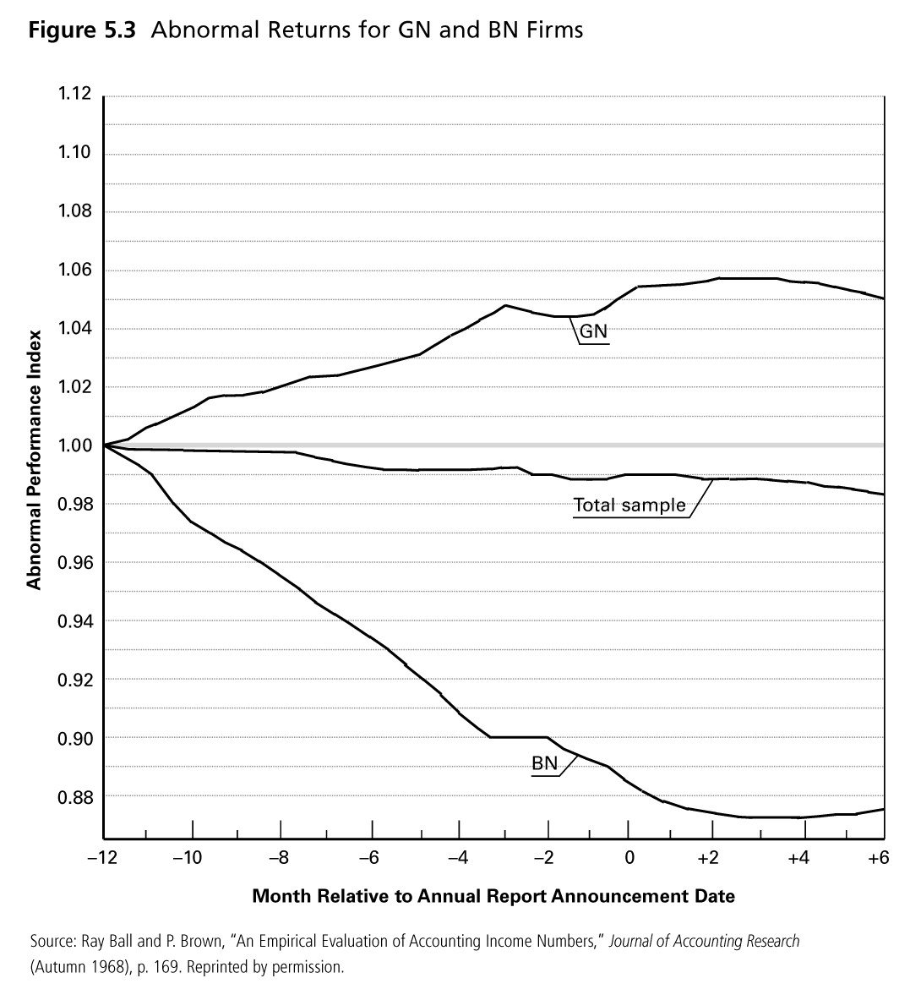 Figure 5.3 Abnormal Returns for GN and BN Firms
1.12
1.10
1.08
1.06
1.04
1.02
1.00
0.98
0.96
0.94
0.92
0.90
0.88
Abnormal Performance Index
GN
Total sample
BN
–12 –10 –8 –6 –4 –2 0 +2 +4 +6
Month Relative to Annual Report Announcement Date
Source: Ray Ball and P. Brown, “An Empirical Evaluation of Accounting Income Numbers,” Journal of Accounting Research
(Autumn 1968), p. 169. Reprinted by permission.